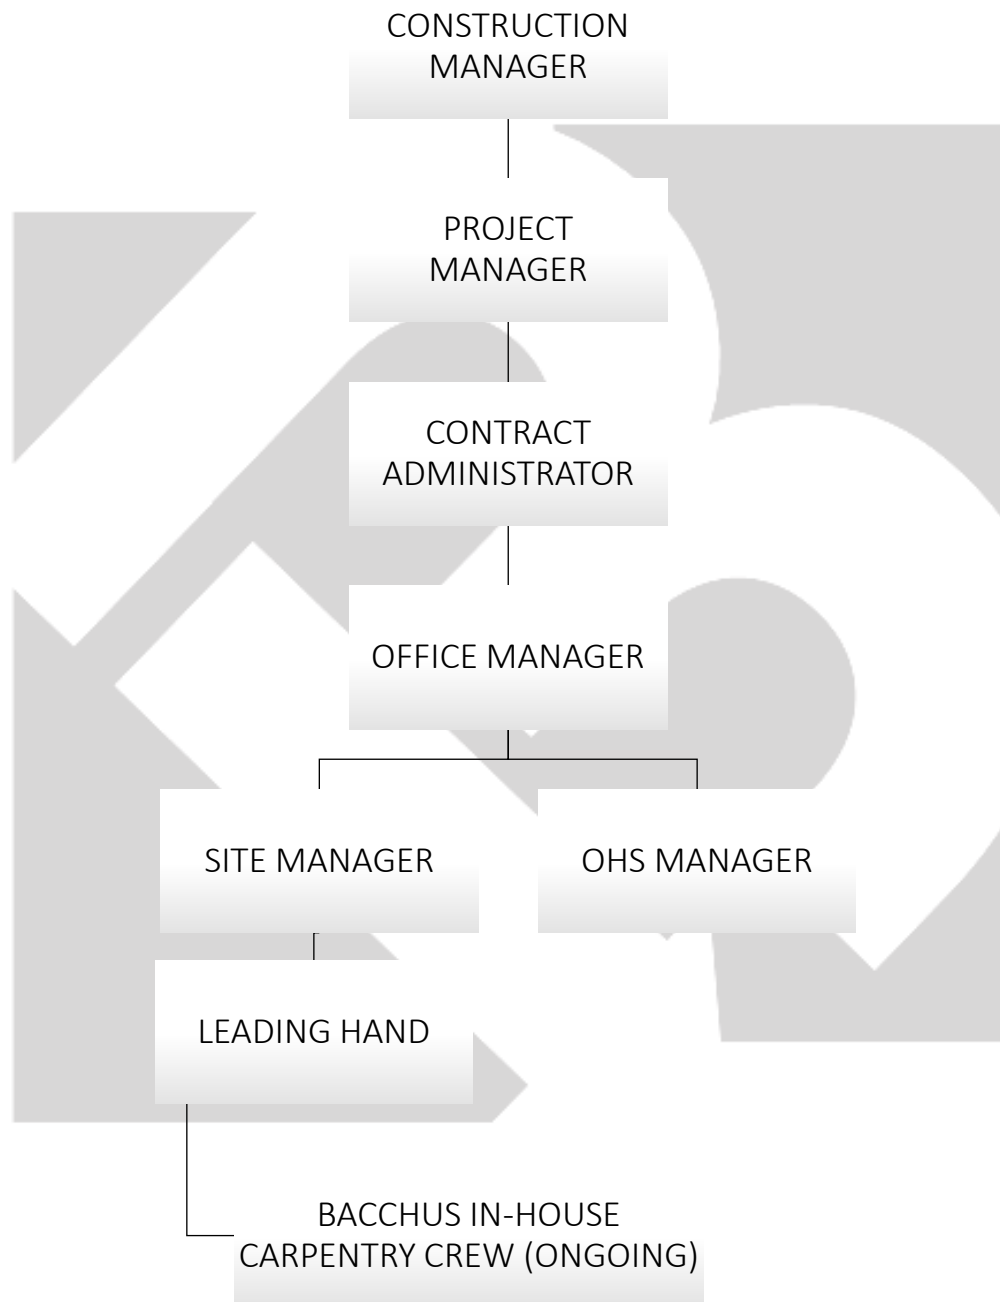 CONSTRUCTION
MANAGER
PROJECT
MANAGER
CONTRACT
ADMINISTRATOR
OFFICE MANAGER
SITE MANAGER
OHS MANAGER
LEADING HAND
BACCHUS IN-HOUSE
CARPENTRY CREW (ONGOING)